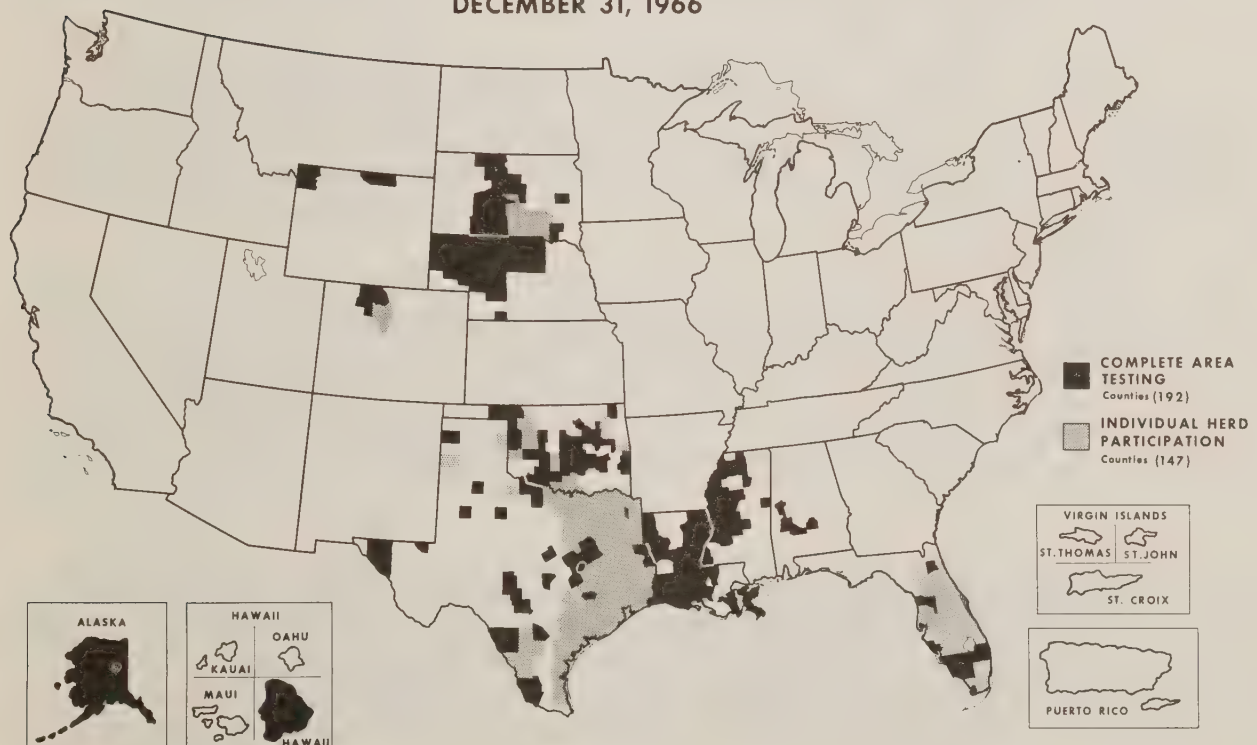 DECEMBER 31, 1966
COMPLETE AREA
TESTING
Counties (192)
INDIVIDUAL HERD
PARTICIPATION
Counties (147)
VIRGIN ISLANDS
ST. THOMAS
ST. JOHN
ST. CROIX
PUERTO RICO
ALASKA
HAWAII
OAHU
KAUAI
MAUI
HAWAII